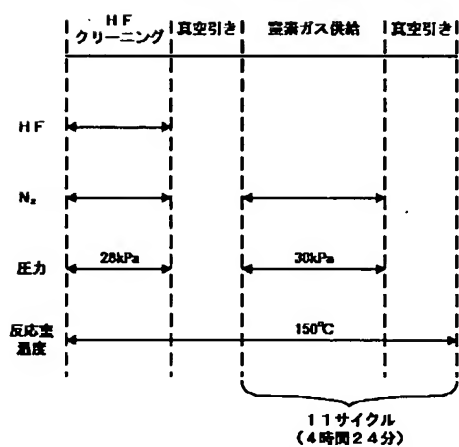 HF
クリーニング
真空引き
窒素ガス供給
真空引き
HF
N₂
圧力
28kPa
30kPa
反応室
温度
150℃
11サイクル
(4時間24分)